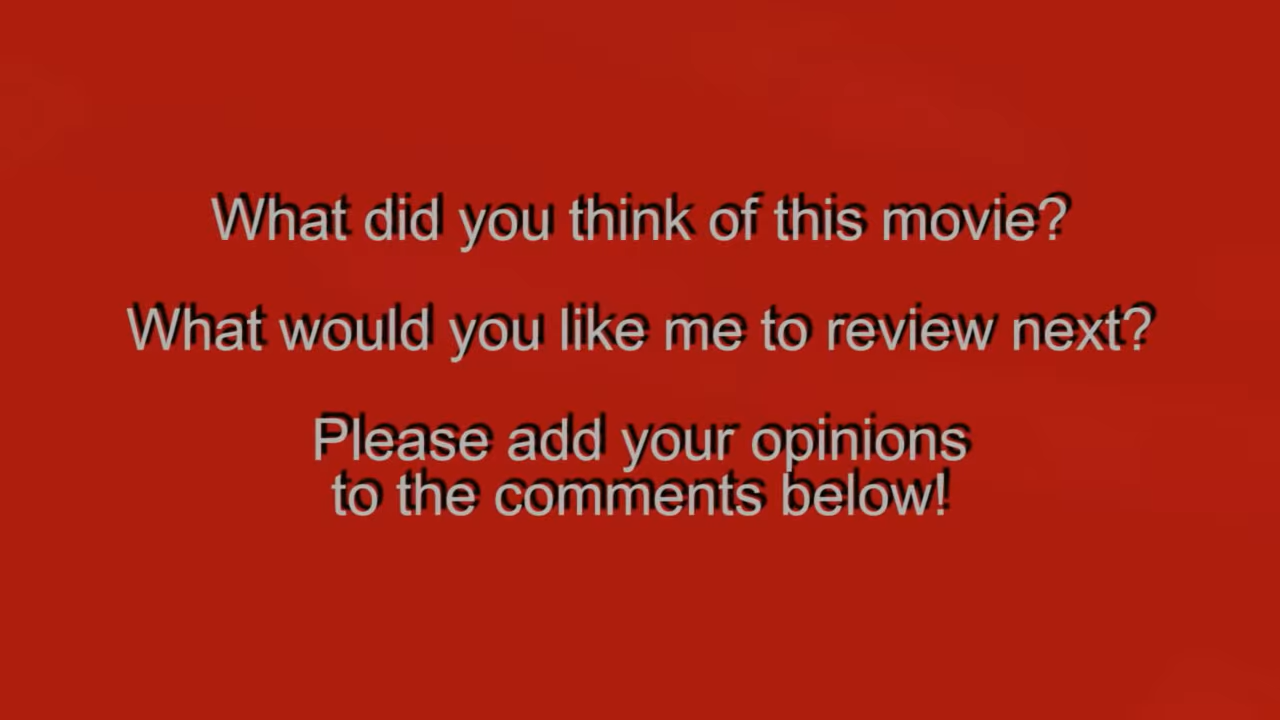 What did you think of this movie?
What would you like me to review next?
Please add your opinions
to the comments below!